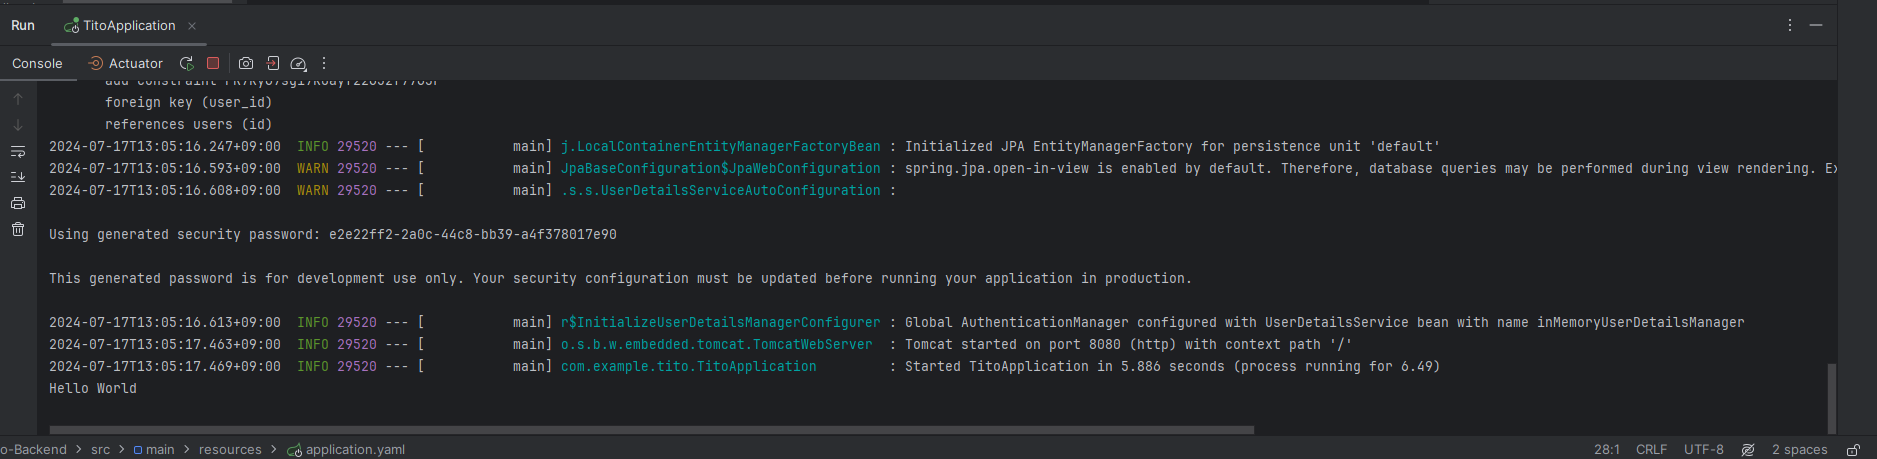 Run TitoApplication
Console Actuator
foreign key (user_id)
references users (id)
2024-07-17T13:05:16.247+09:00  INFO 29520 --- [           main] j.LocalContainerEntityManagerFactoryBean : Initialized JPA EntityManagerFactory for persistence unit 'default'
2024-07-17T13:05:16.593+09:00  WARN 29520 --- [           main] JpaBaseConfiguration$JpaWebConfiguration : spring.jpa.open-in-view is enabled by default. Therefore, database queries may be performed during view rendering. Ex
2024-07-17T13:05:16.608+09:00  WARN 29520 --- [           main] .s.s.UserDetailsServiceAutoConfiguration :
Using generated security password: e2e22ff2-2a0c-44c8-bb39-a4f378017e90
This generated password is for development use only. Your security configuration must be updated before running your application in production.
2024-07-17T13:05:16.613+09:00  INFO 29520 --- [           main] r$InitializeUserDetailsManagerConfigurer : Global AuthenticationManager configured with UserDetailsService bean with name inMemoryUserDetailsManager
2024-07-17T13:05:17.463+09:00  INFO 29520 --- [           main] o.s.b.w.embedded.tomcat.TomcatWebServer  : Tomcat started on port 8080 (http) with context path '/'
2024-07-17T13:05:17.469+09:00  INFO 29520 --- [           main] com.example.tito.TitoApplication         : Started TitoApplication in 5.886 seconds (process running for 6.49)
Hello World
o-Backend > src > main > resources > application.yaml 28:1 CRLF UTF-8 2 spaces